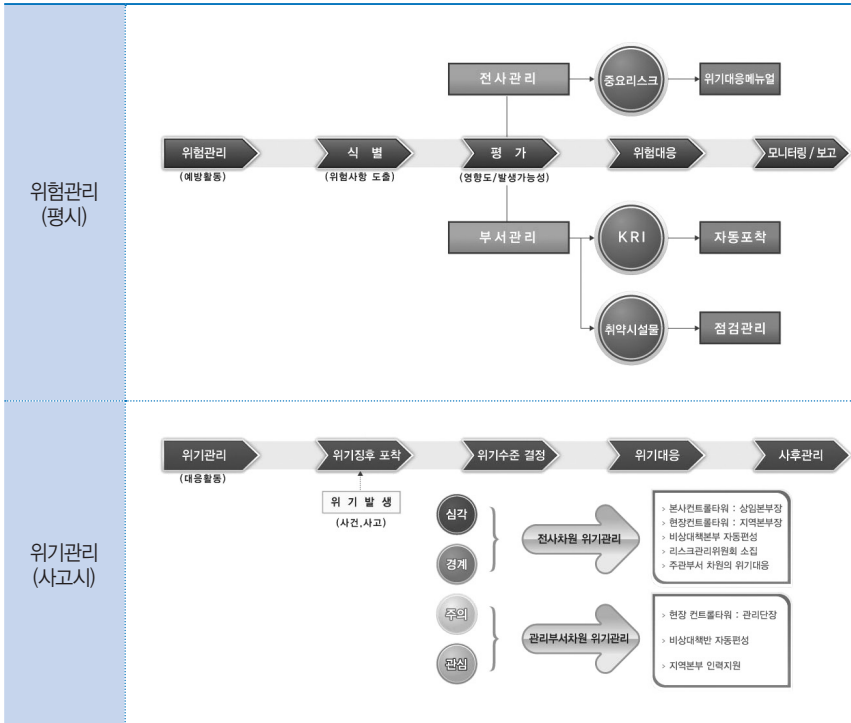 위험관리
(평시)
전사관리
중요리스크
위기대응메뉴얼
위험관리
식 별
평 가
위험대응
모니터링 / 보고
(예방활동)
(위험사항 도출)
(영향도/발생가능성)
부서관리
KRI
자동포착
취약시설물
점검관리
위기관리
(사고시)
위기관리
위기징후 포착
위기수준 결정
위기대응
사후관리
(대응활동)
위 기 발 생
(사건,사고)
심각
경계
전사차원 위기관리
› 본사컨트롤타워 : 상임본부장
› 현장컨트롤타워 : 지역본부장
› 비상대책본부 자동편성
› 리스크관리위원회 소집
› 주관부서 차원의 위기대응
주의
관심
관리부서차원 위기관리
› 현장 컨트롤타워 : 관리단장
› 비상대책반 자동편성
› 지역본부 인력지원